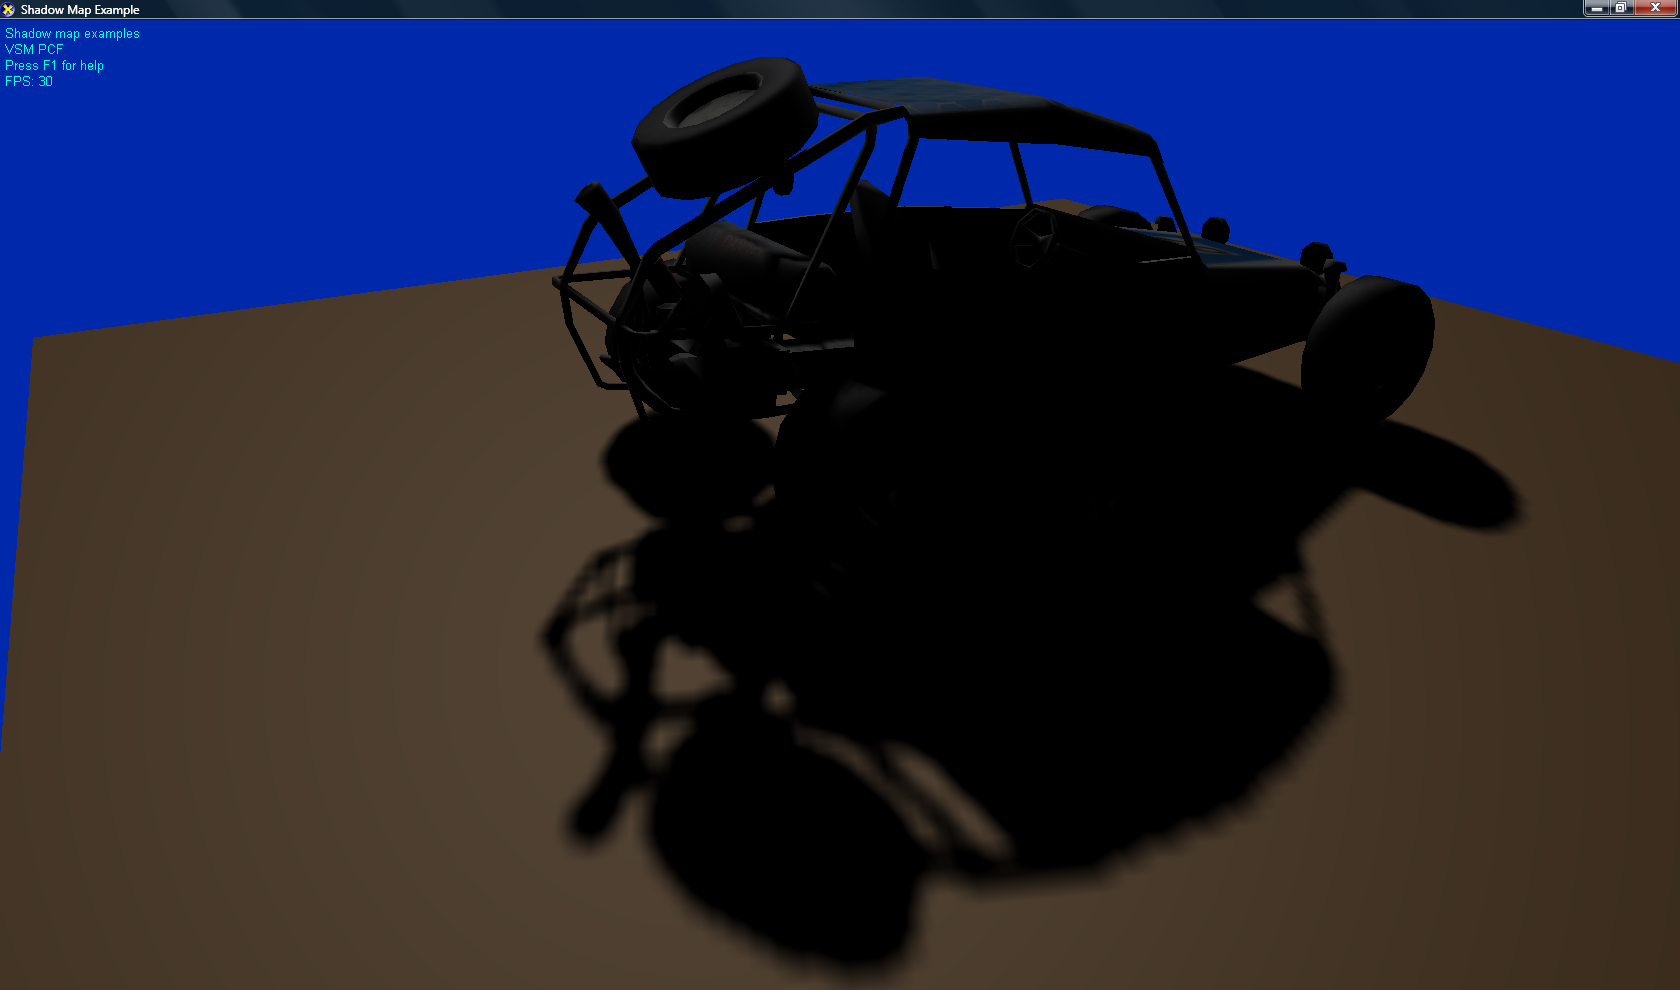 Shadow Map Example
Shadow map examples
VSM PCF
Press F1 for help
FPS: 30